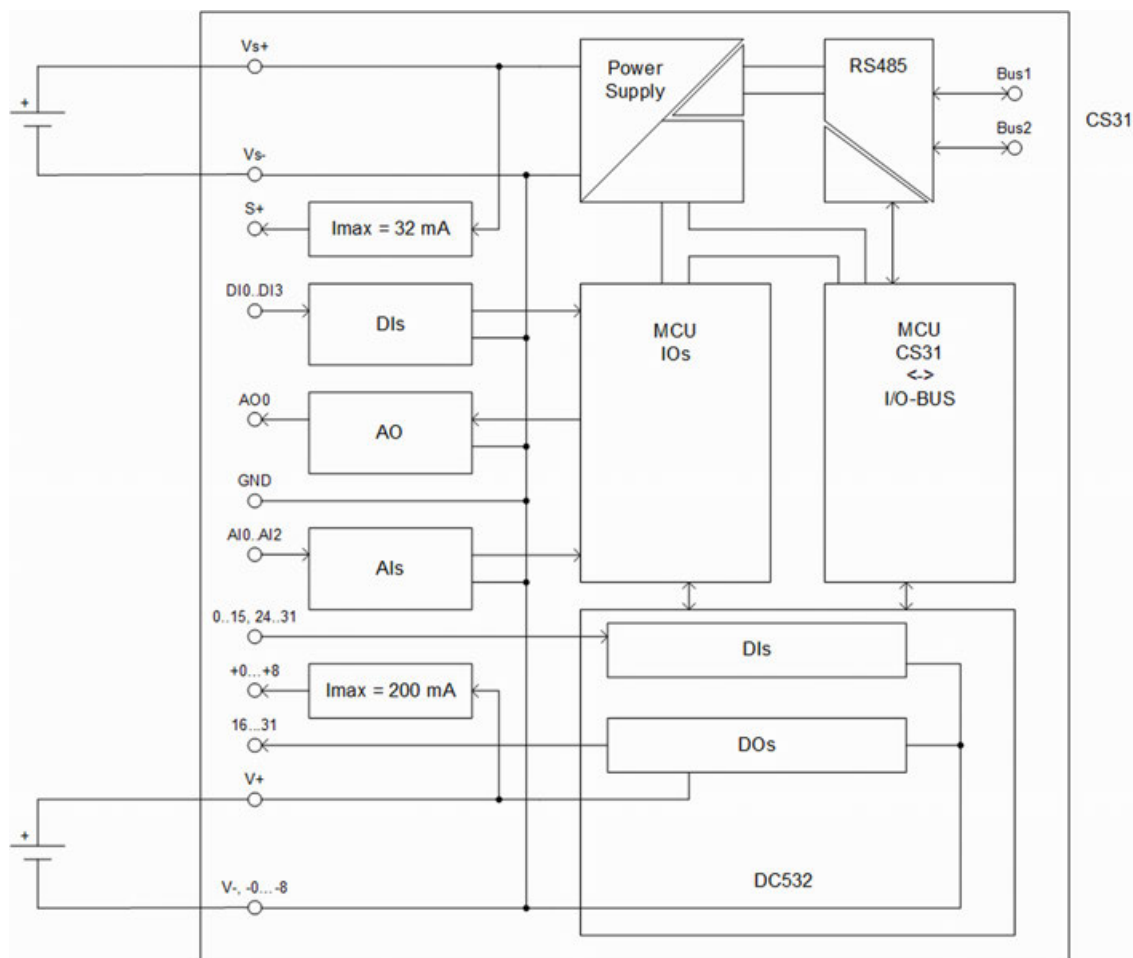 Vs+
+
Power
Supply
RS485
Bus1
Bus2
CS31
Vs-
S+
Imax = 32 mA
DI0..DI3
DIs
MCU
IOs
MCU
CS31
<->
I/O-BUS
AO0
AO
GND
AI0..AI2
AIs
0..15, 24..31
DIs
+0...+8
Imax = 200 mA
16...31
DOs
V+
+
V-, -0...-8
DC532